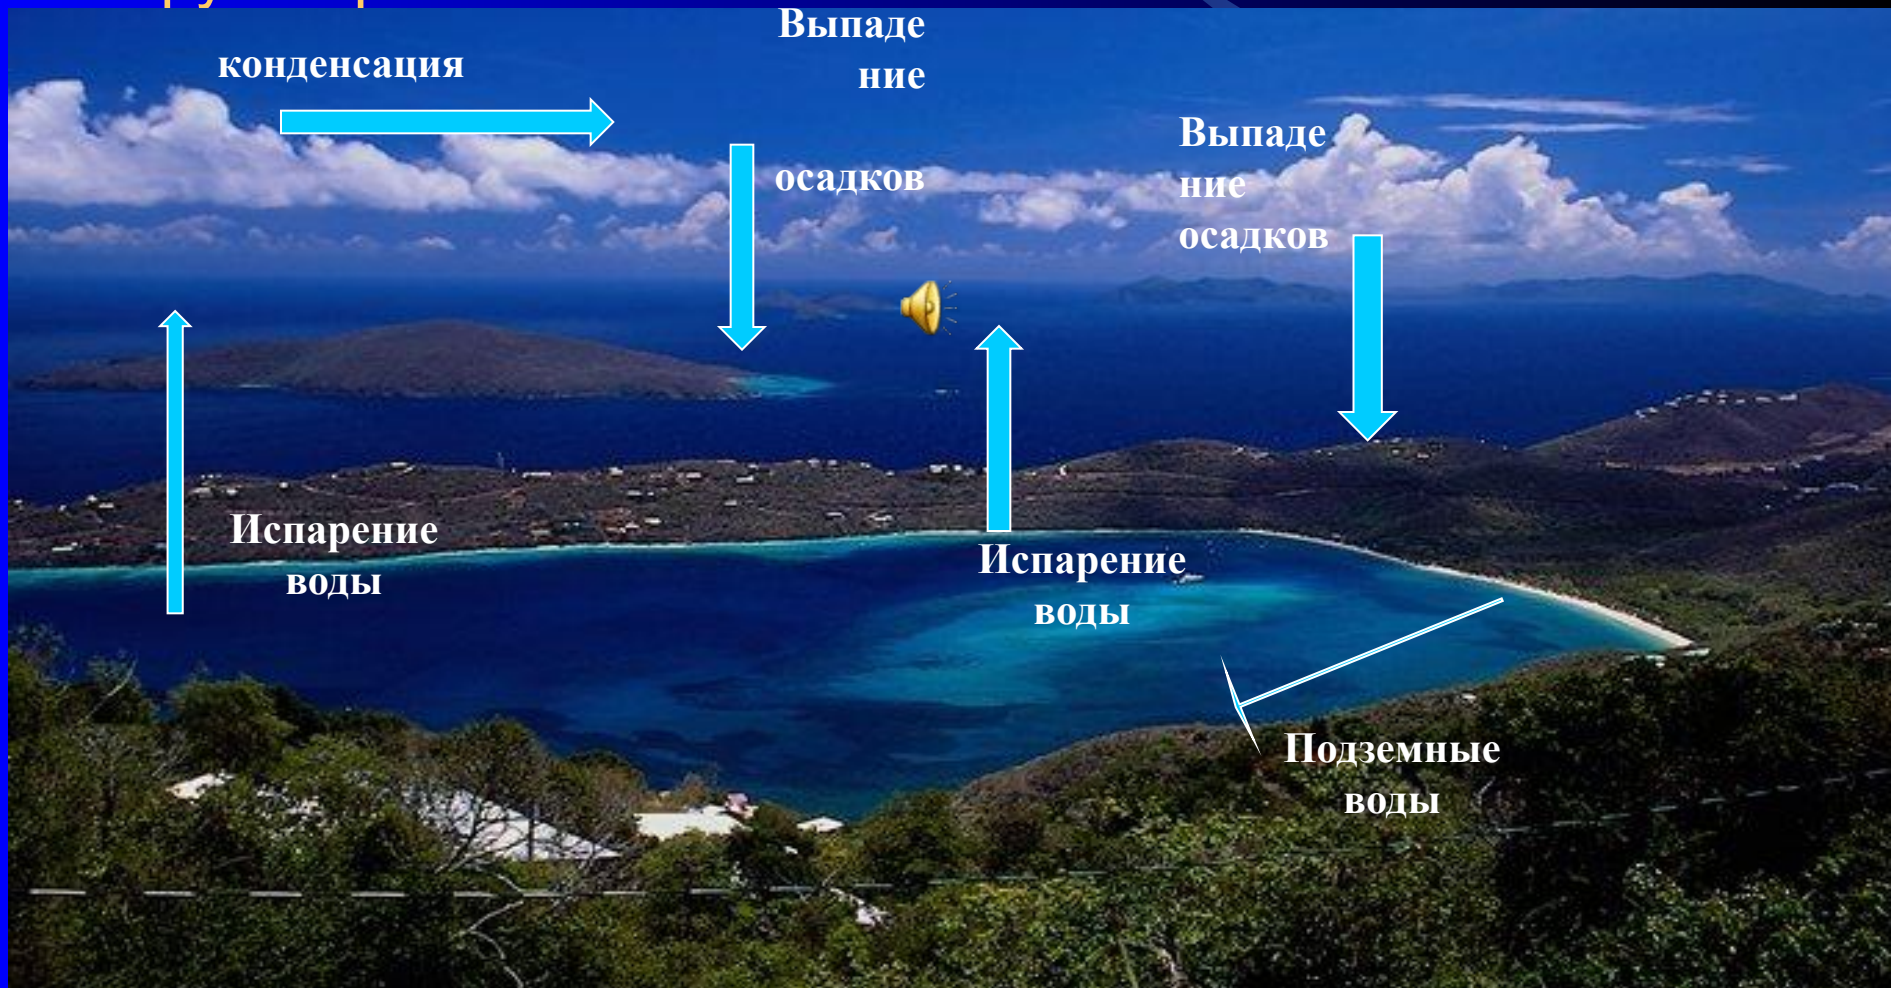 конденсация
Выпаде
ние
осадков
Выпаде
ние
осадков
Испарение
воды
Испарение
воды
Подземные
воды